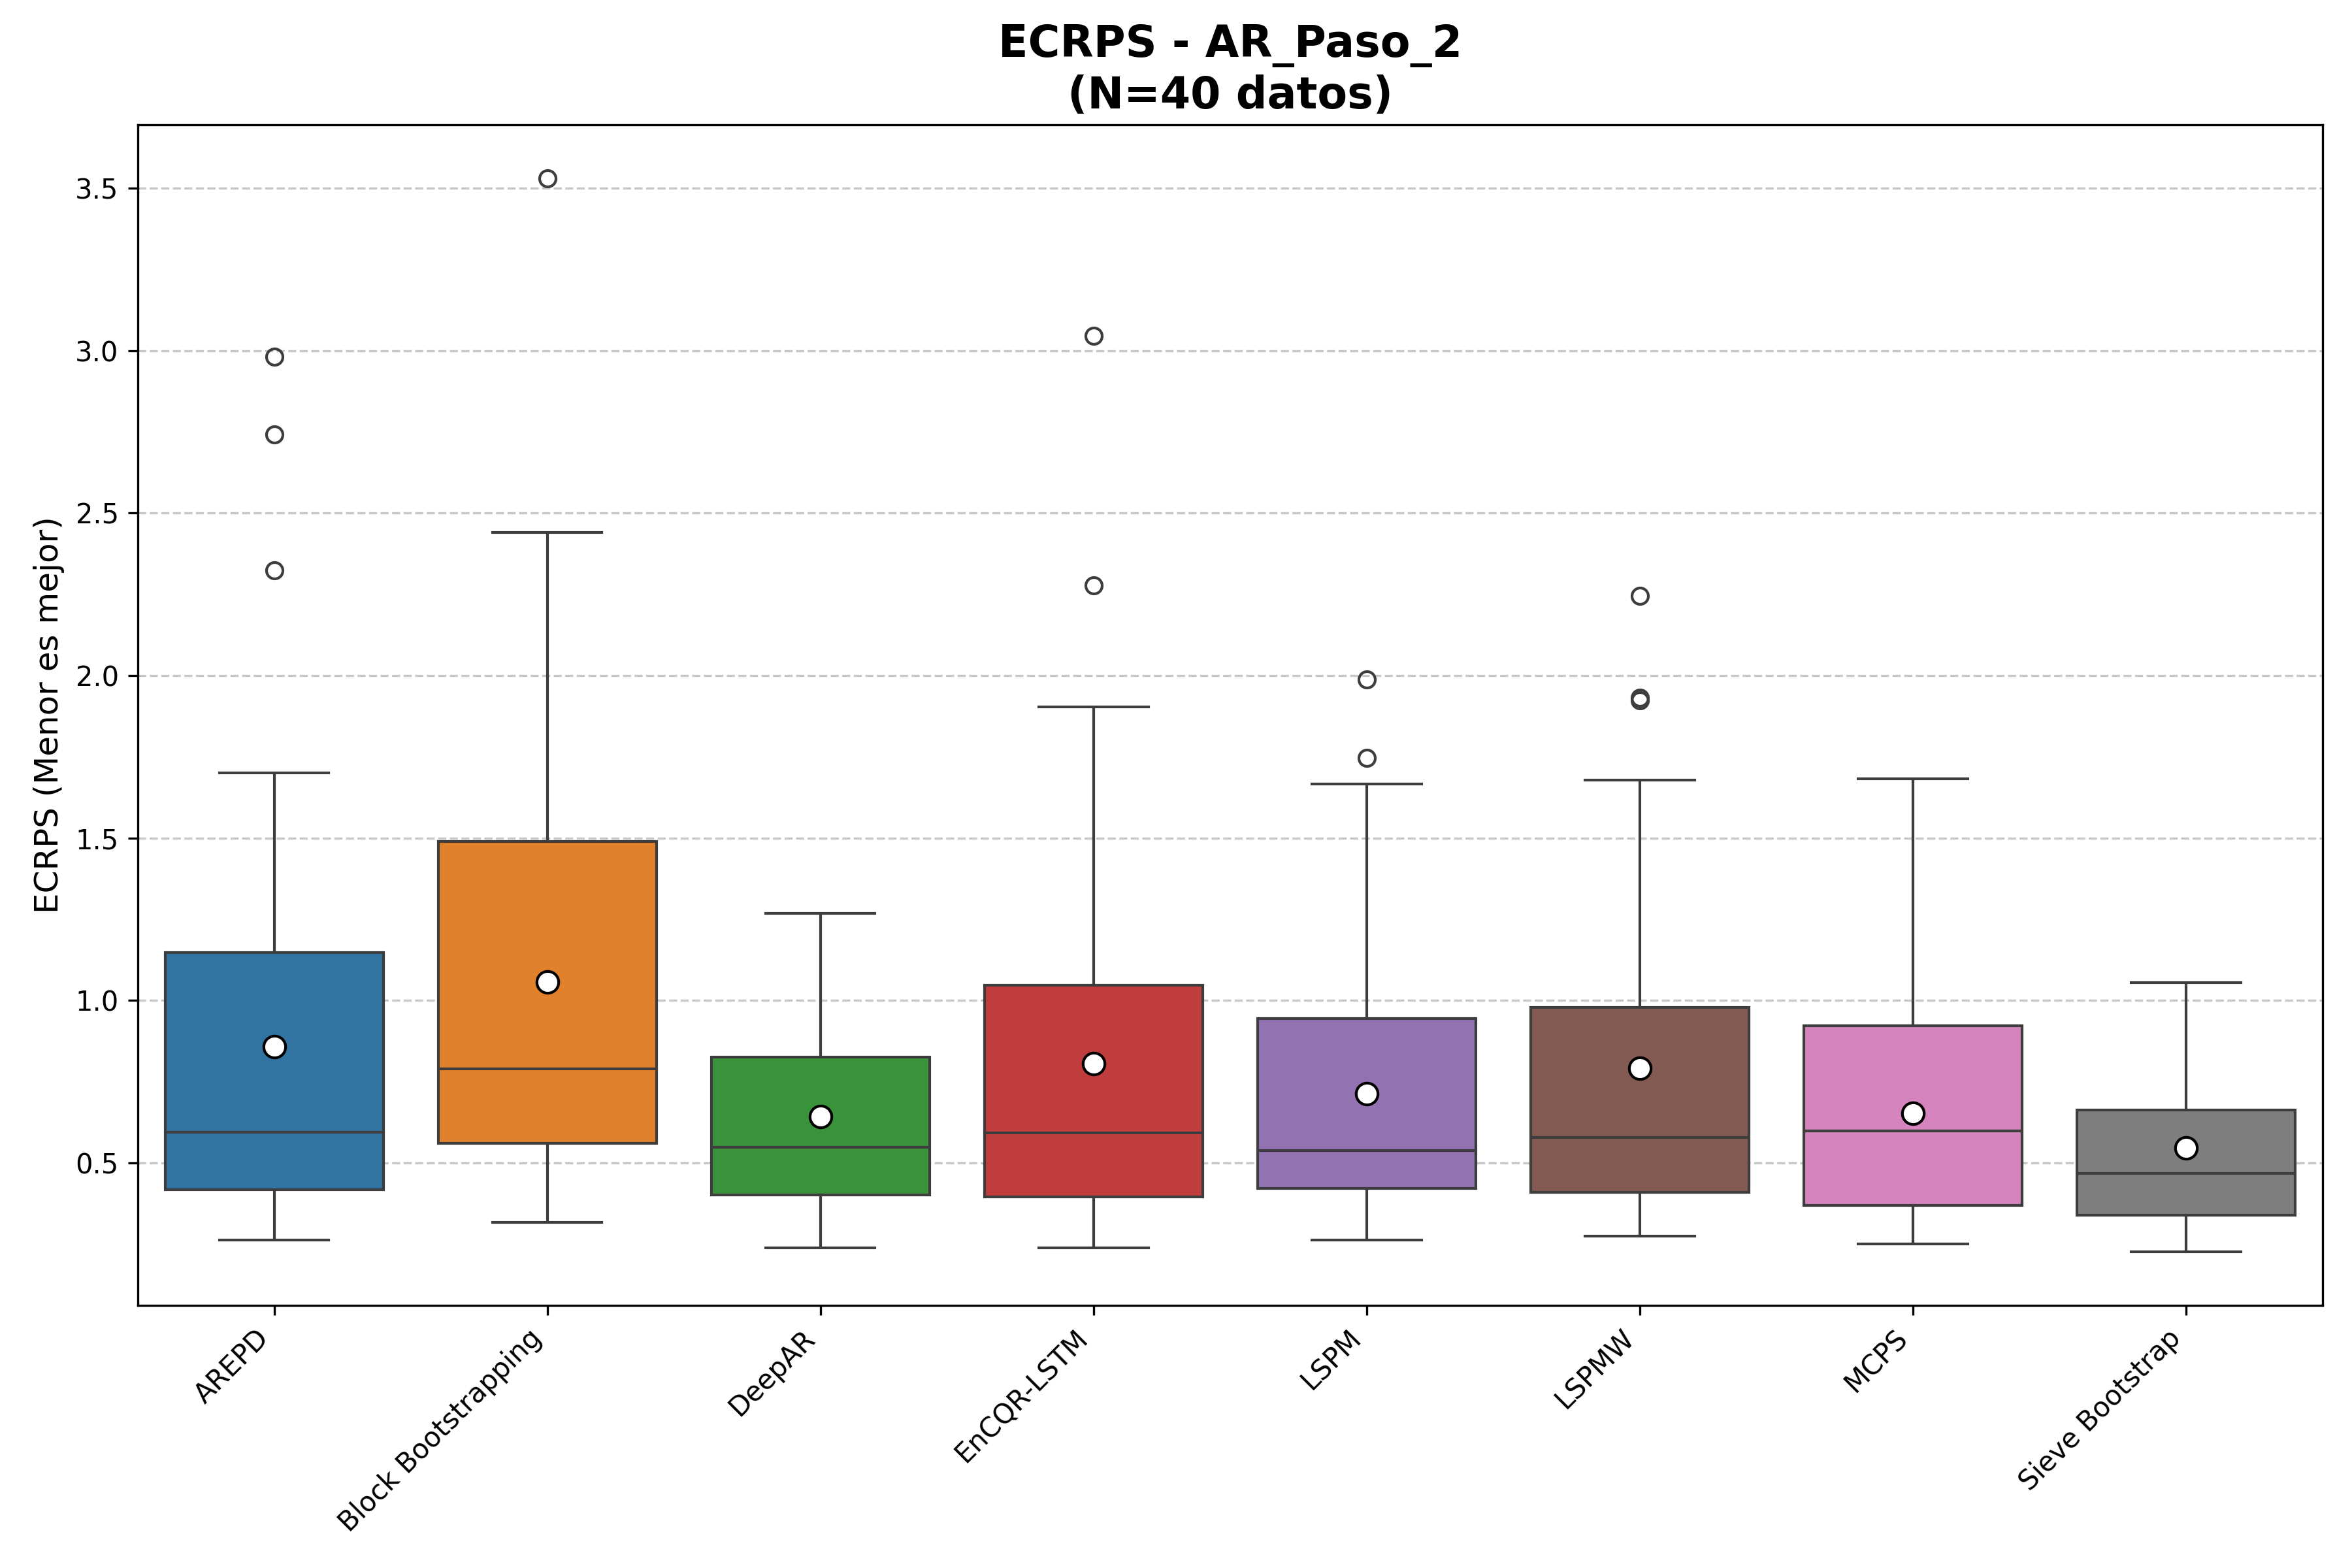 ECRPS - AR_Paso_2
(N=40 datos)
ECRPS (Menor es mejor)
3.5
3.0
2.5
2.0
1.5
1.0
0.5
AREPD
Block Bootstrapping
DeepAR
EnCQR-LSTM
LSPM
LSPMW
MCPS
Sieve Bootstrap